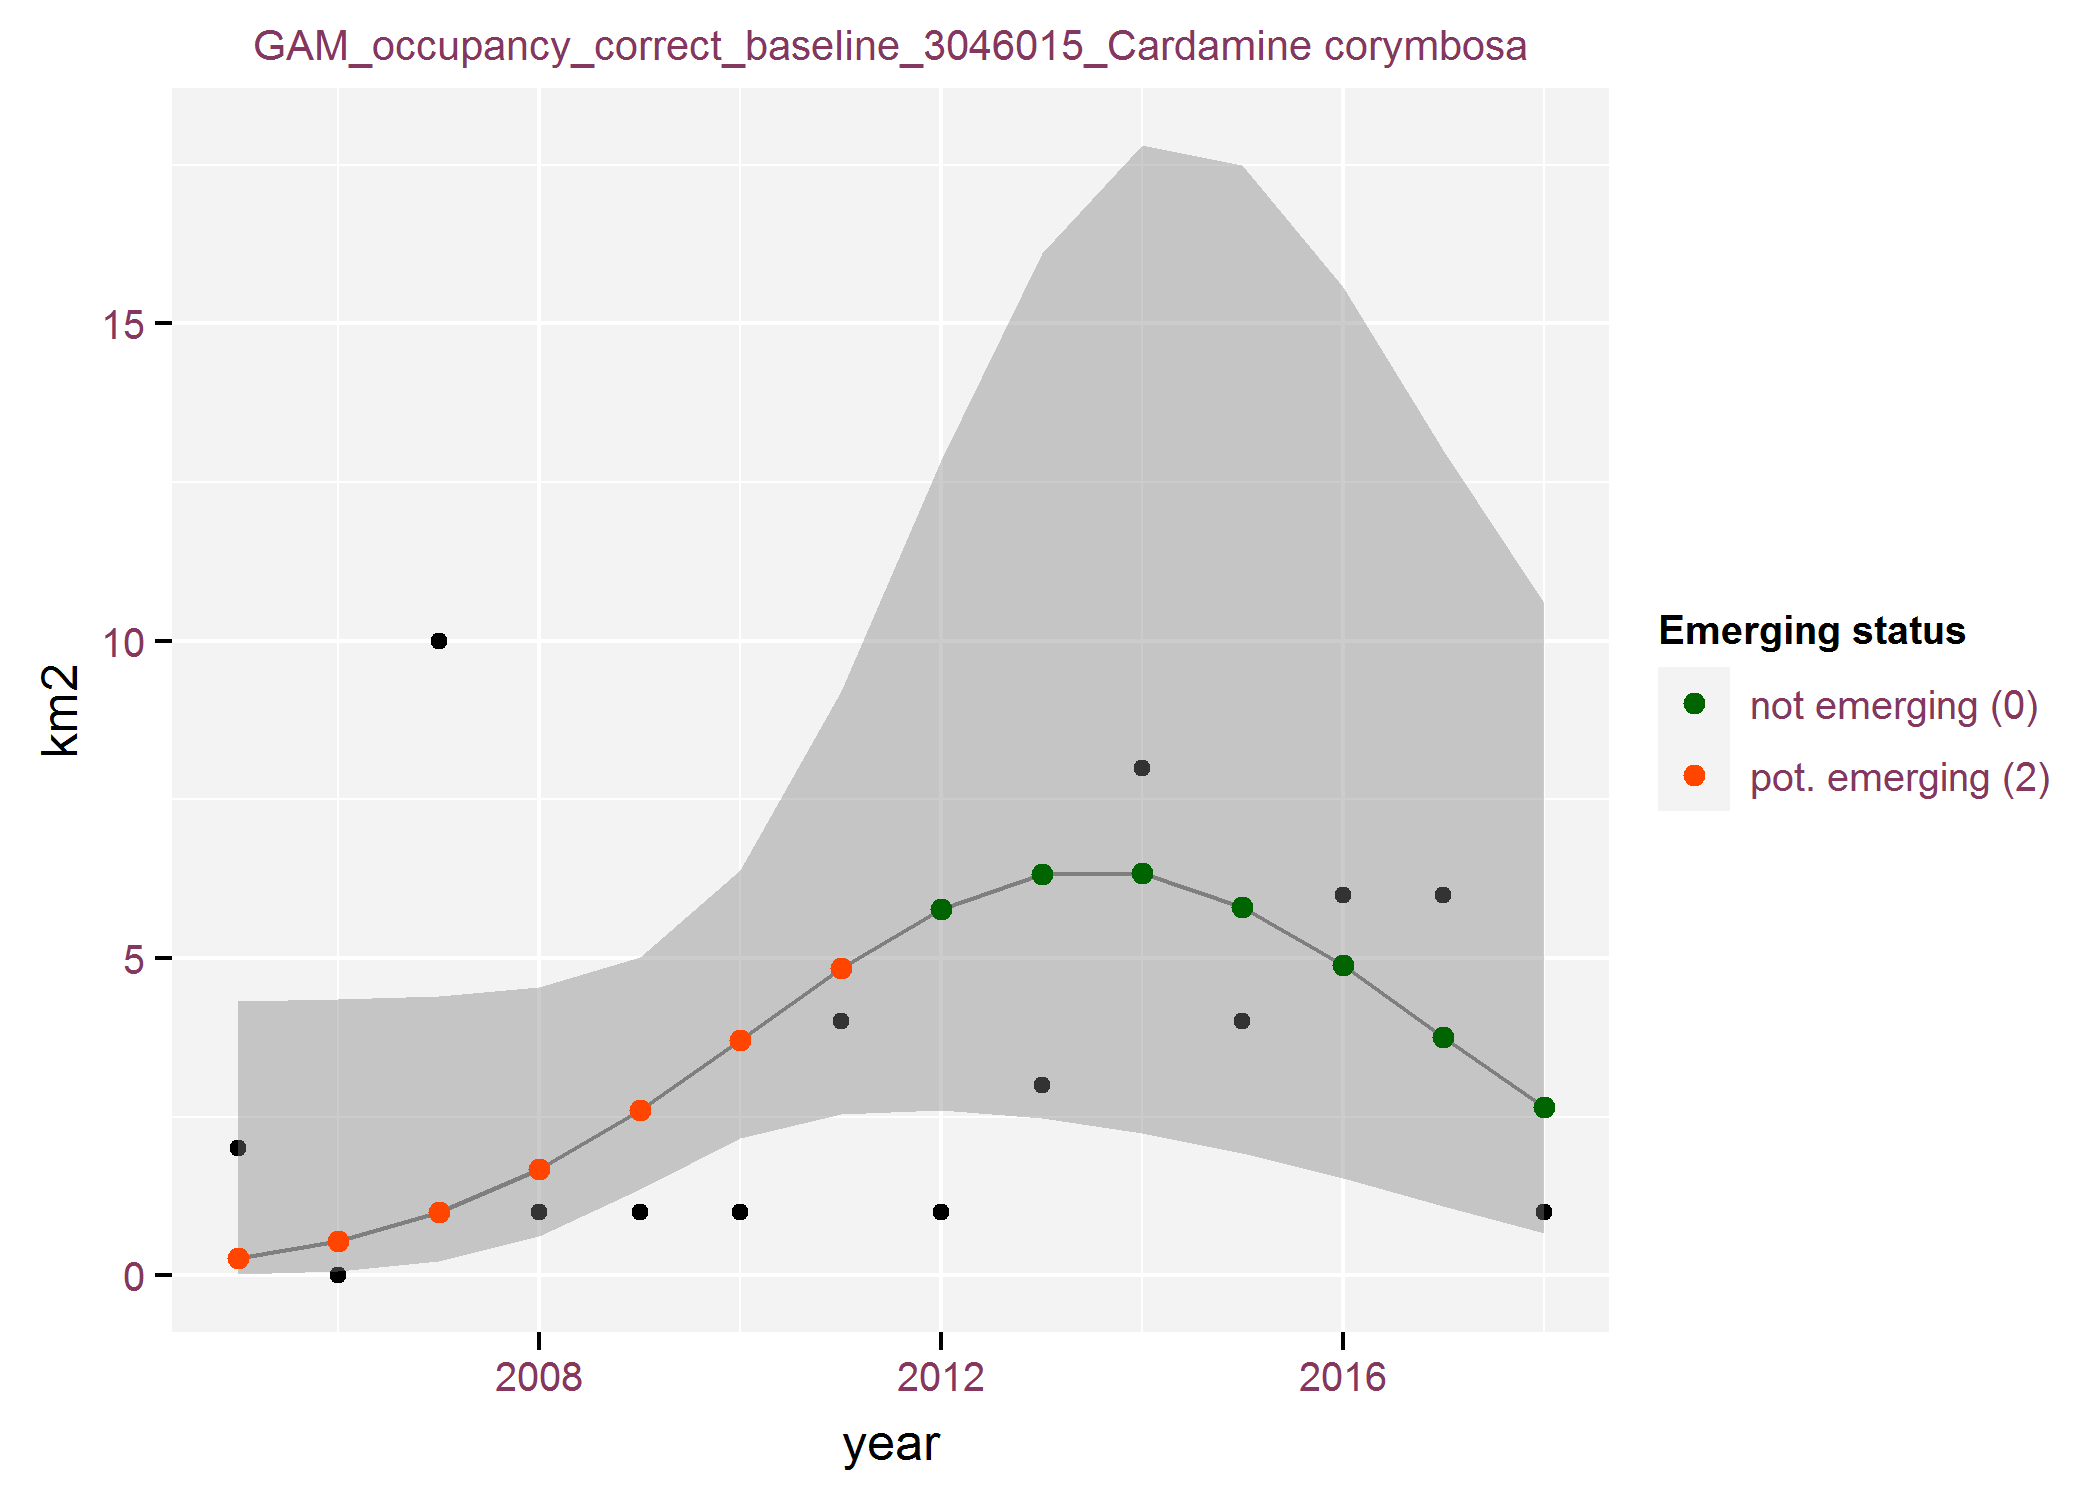 GAM_occupancy_correct_baseline_3046015_Cardamine corymbosa
15
10
5
0
km2
2008
2012
2016
year
Emerging status
not emerging (0)
pot. emerging (2)